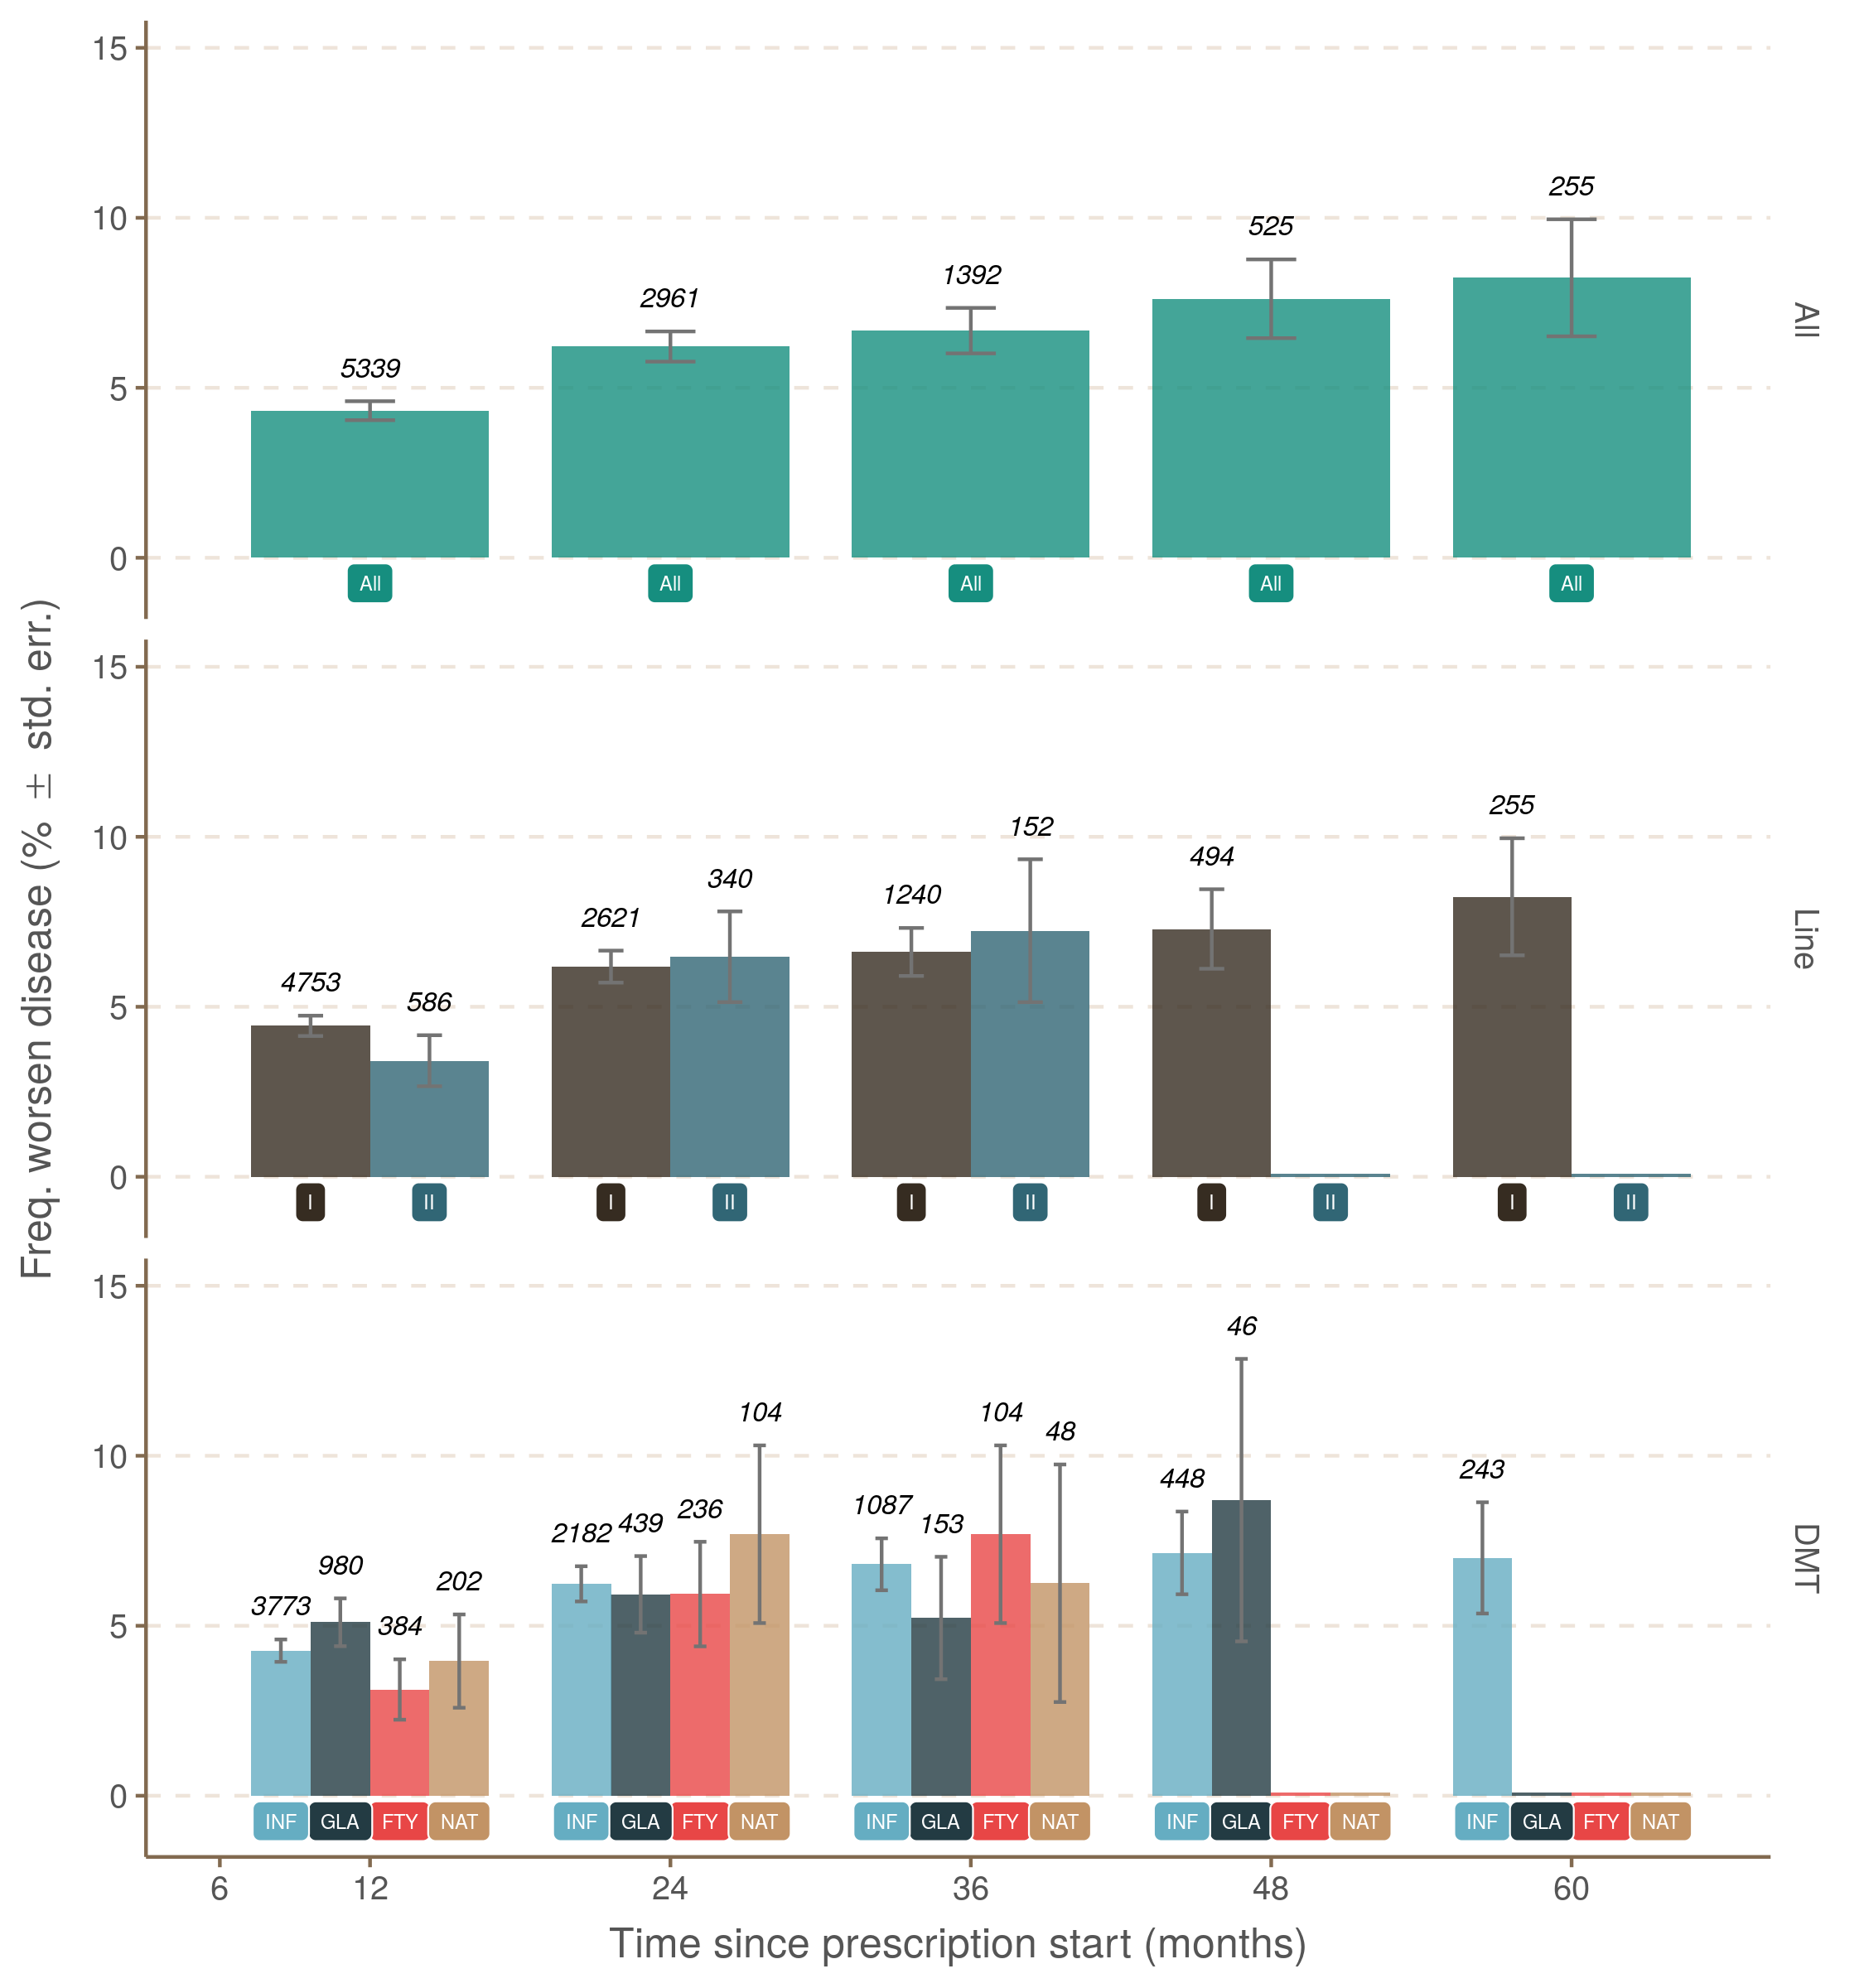 Freq. worsen disease (% ± std. err.)
15
10
5
0
5339
2961
1392
525
255
All
All
All
All
All
All
15
10
5
0
4753
586
2621
340
1240
152
494
255
I
II
I
II
I
II
I
II
I
II
Line
15
10
5
0
3773
980
384
202
2182
439
236
104
1087
153
104
48
448
46
243
INF GLA FTY NAT
INF GLA FTY NAT
INF GLA FTY NAT
INF GLA FTY NAT
INF GLA FTY NAT
DMT
6
12
24
36
48
60
Time since prescription start (months)